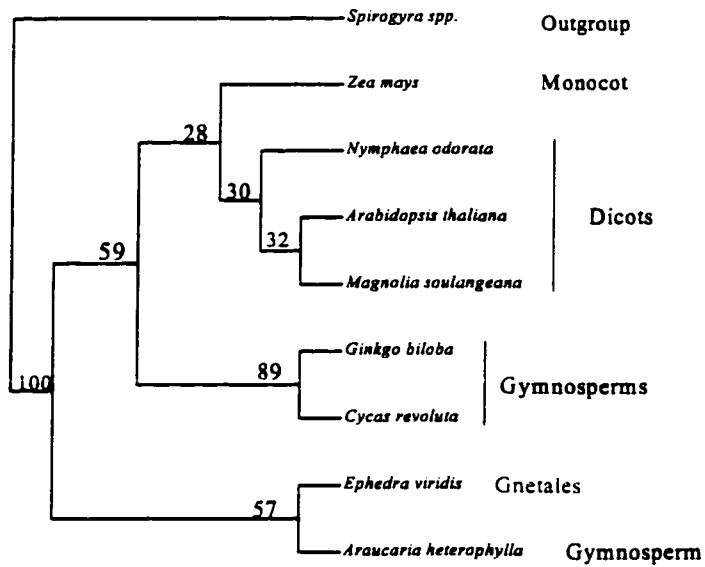 Spirogyra spp. Outgroup
Zea mays Monocot
28
Nymphaea odorata
30
Arabidopsis thaliana Dicots
32
59
Magnolia soulangeana
Ginkgo biloba
89 Gymnosperms
100
Cycas revoluta
Ephedra viridis Gnetales
57
Araucaria heterophylla Gymnosperm